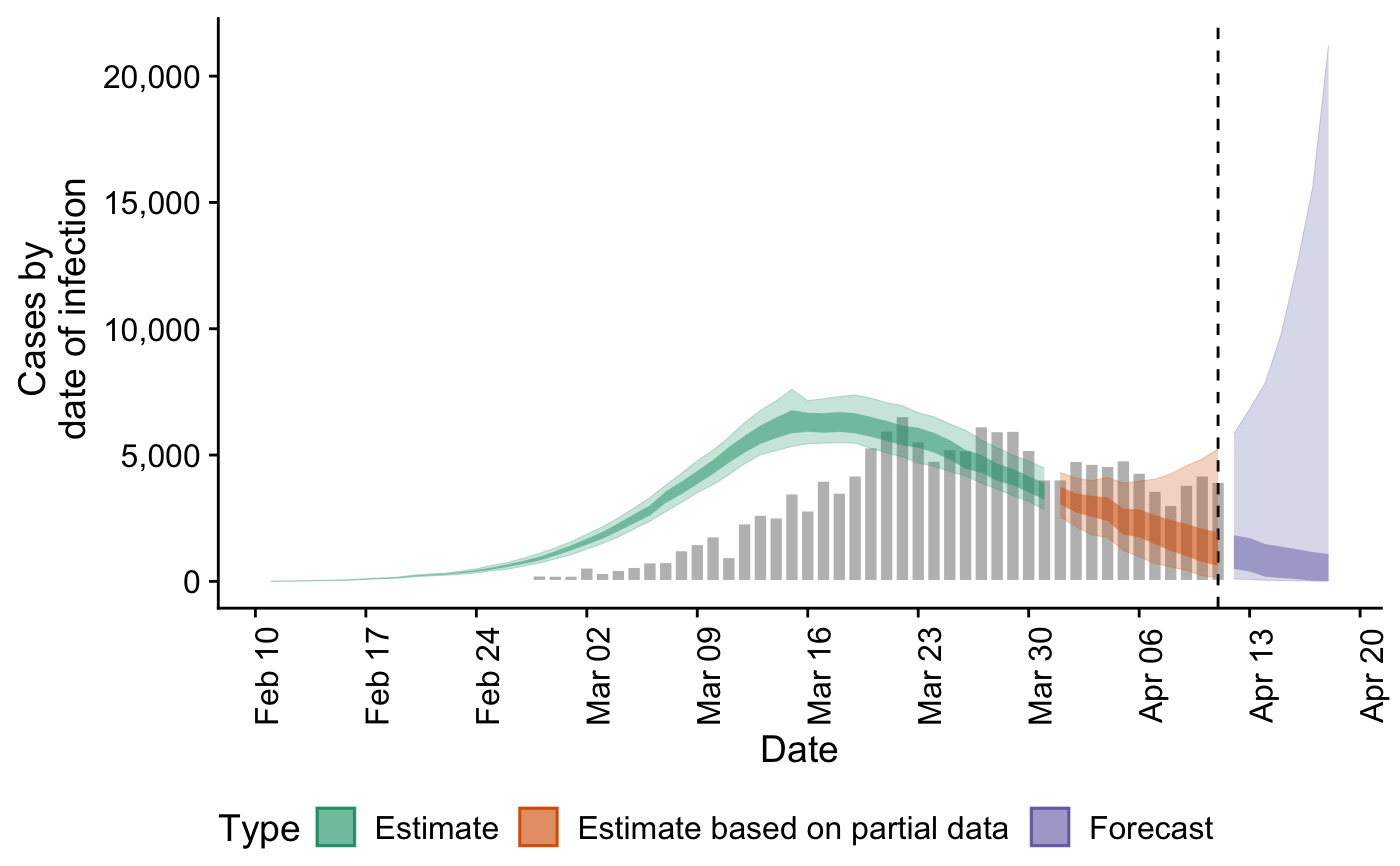 Cases by
date of infection
20,000
15,000
10,000
5,000
0
Feb 10
Feb 17
Feb 24
Mar 02
Mar 09
Mar 16
Mar 23
Mar 30
Apr 06
Apr 13
Apr 20
Date
Type Estimate Estimate based on partial data Forecast